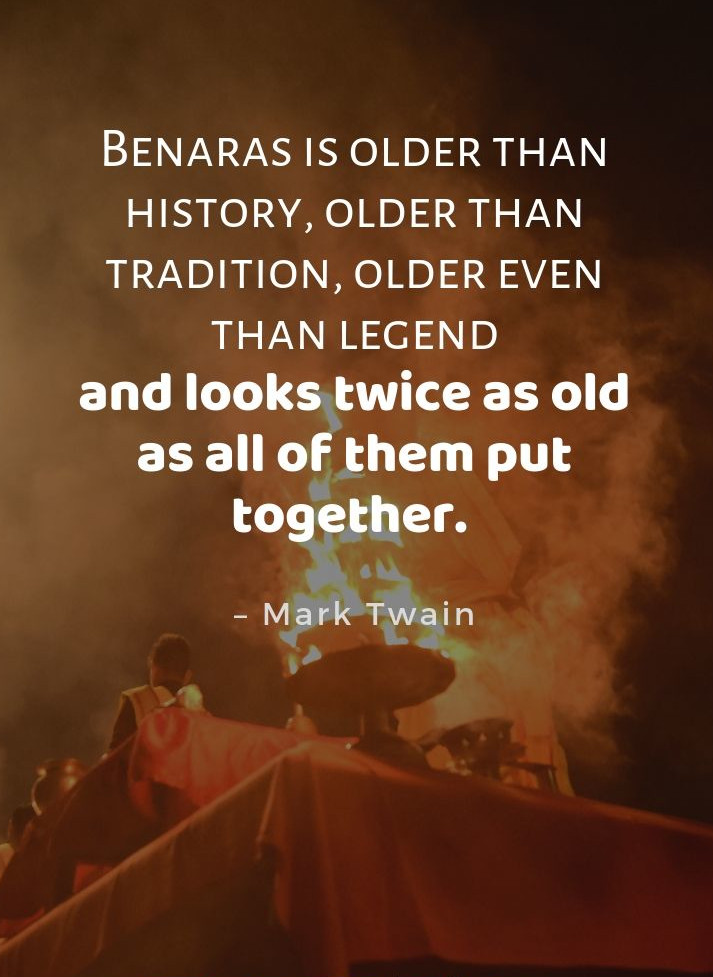 Benaras is older than
history, older than
tradition, older even
than legend
and looks twice as old
as all of them put
together.
– Mark Twain